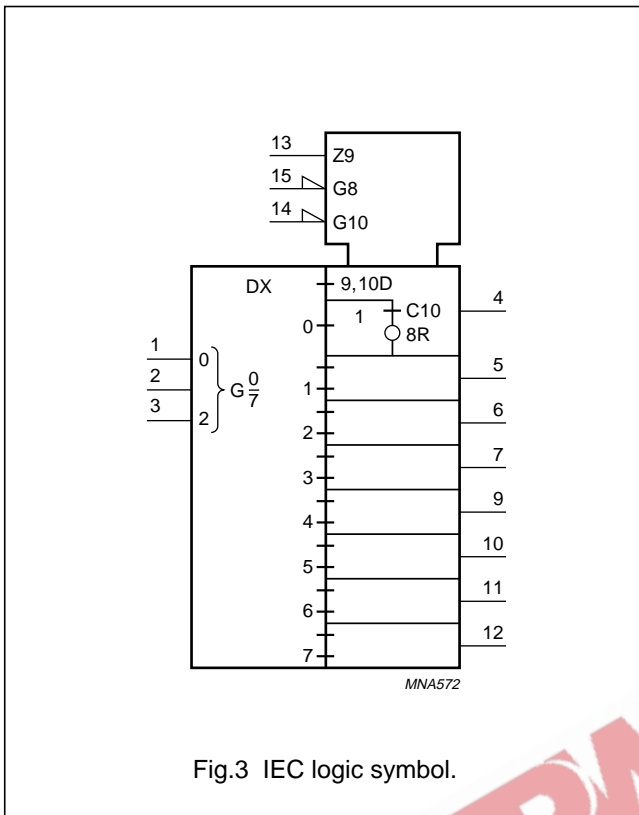 13 Z9
15 G8
14 G10
DX 9,10D
0 1 C10 4
8R
1 0
2 G 0/7
3 2
1 5
2 6
3 7
4 9
5 10
6 11
7 12
MNA572
Fig.3 IEC logic symbol.